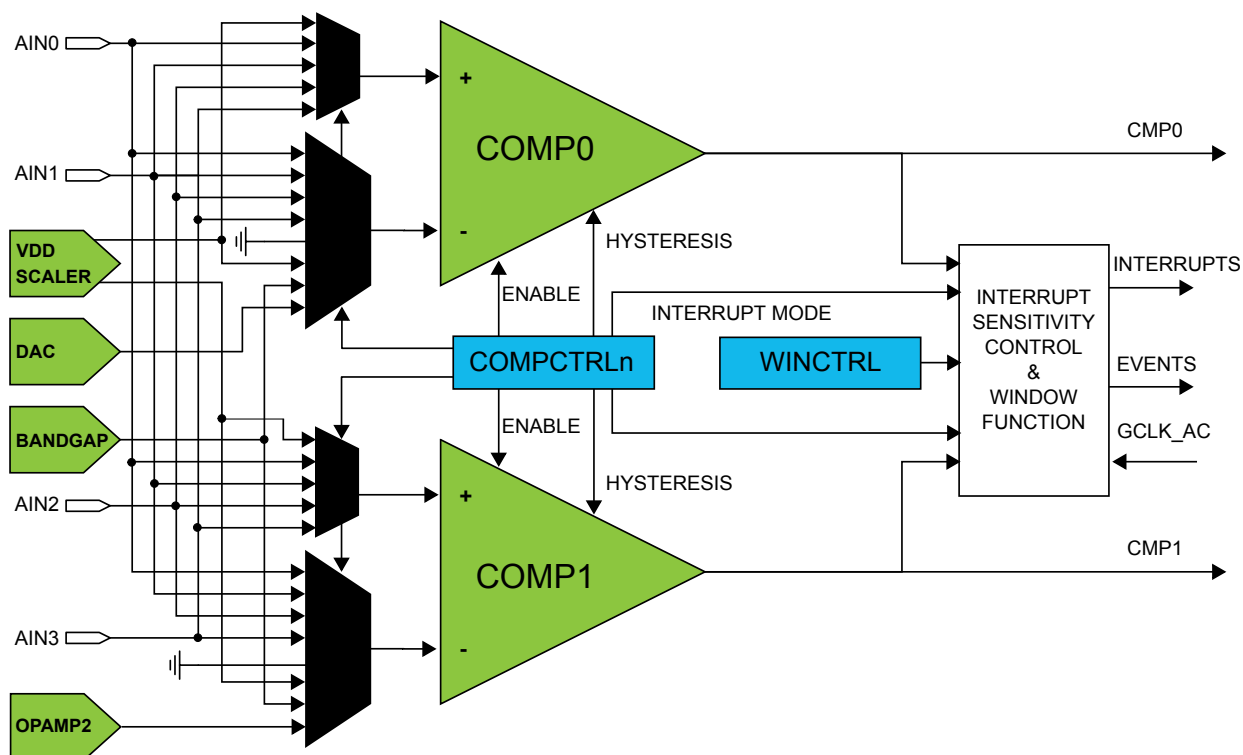 AIN0
+
COMP0
-
CMP0
AIN1
VDD
SCALER
HYSTERESIS
ENABLE
INTERRUPT MODE
INTERRUPT
SENSITIVITY
CONTROL
&
WINDOW
FUNCTION
INTERRUPTS
DAC
COMPCTRLn
WINCTRL
EVENTS
BANDGAP
ENABLE
GCLK_AC
HYSTERESIS
AIN2
+
COMP1
-
CMP1
AIN3
OPAMP2